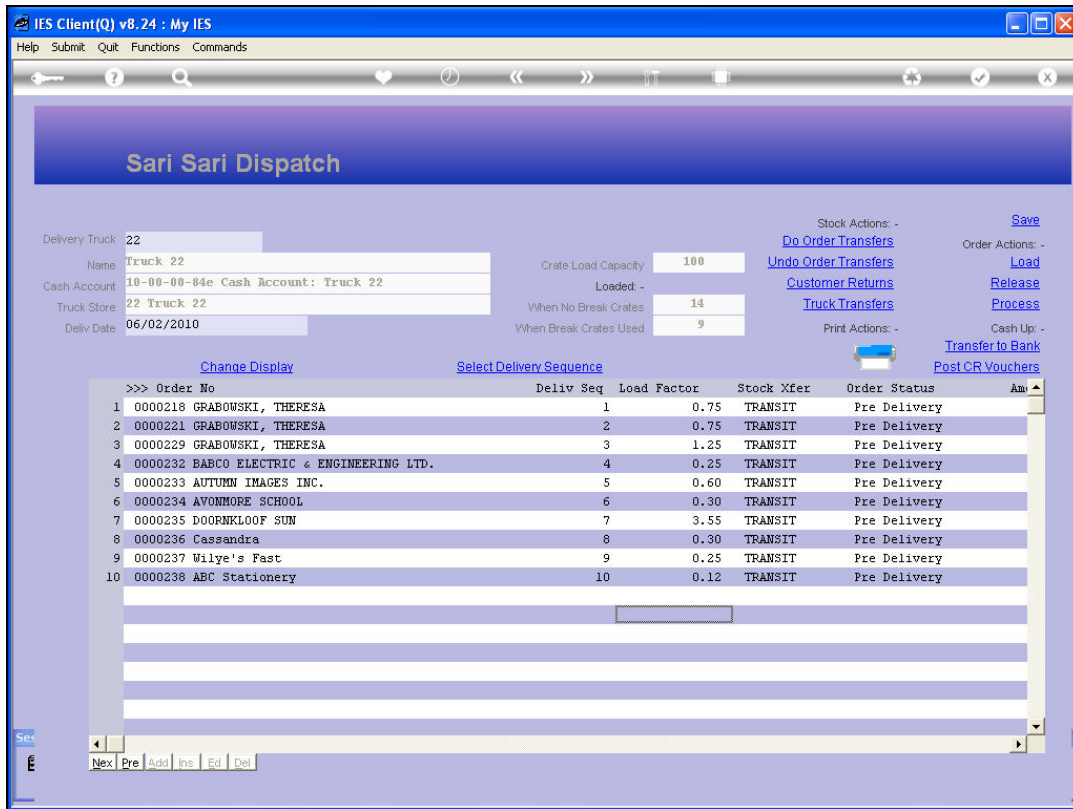 IES Client(Q) v8.24 : My IES
Help Submit Quit Functions Commands
Sari Sari Dispatch
Stock Actions: - Save
Delivery Truck 22 Do Order Transfers Order Actions: -
Name Truck 22 Crate Load Capacity 100 Undo Order Transfers Load
Cash Account 10-00-00-84e Cash Account: Truck 22 Loaded: - Customer Returns Release
Truck Store 22 Truck 22 When No Break Crates 14 Truck Transfers Process
Deliv Date 06/02/2010 When Break Crates Used 9 Print Actions: - Cash Up: -
Transfer to Bank
Change Display Select Delivery Sequence Post CR Vouchers
>>> Order No Deliv Seq Load Factor Stock Xfer Order Status
1 0000218 GRABOWSKI, THERESA 1 0.75 TRANSIT Pre Delivery
2 0000221 GRABOWSKI, THERESA 2 0.75 TRANSIT Pre Delivery
3 0000229 GRABOWSKI, THERESA 3 1.25 TRANSIT Pre Delivery
4 0000232 BABCO ELECTRIC & ENGINEERING LTD. 4 0.25 TRANSIT Pre Delivery
5 0000233 AUTUMN IMAGES INC. 5 0.60 TRANSIT Pre Delivery
6 0000234 AVONMORE SCHOOL 6 0.30 TRANSIT Pre Delivery
7 0000235 DOORNKLOOF SUN 7 3.55 TRANSIT Pre Delivery
8 0000236 Cassandra 8 0.30 TRANSIT Pre Delivery
9 0000237 Wilye's Fast 9 0.25 TRANSIT Pre Delivery
10 0000238 ABC Stationery 10 0.12 TRANSIT Pre Delivery
Ses
Nex Pre Add Ins Ed Del